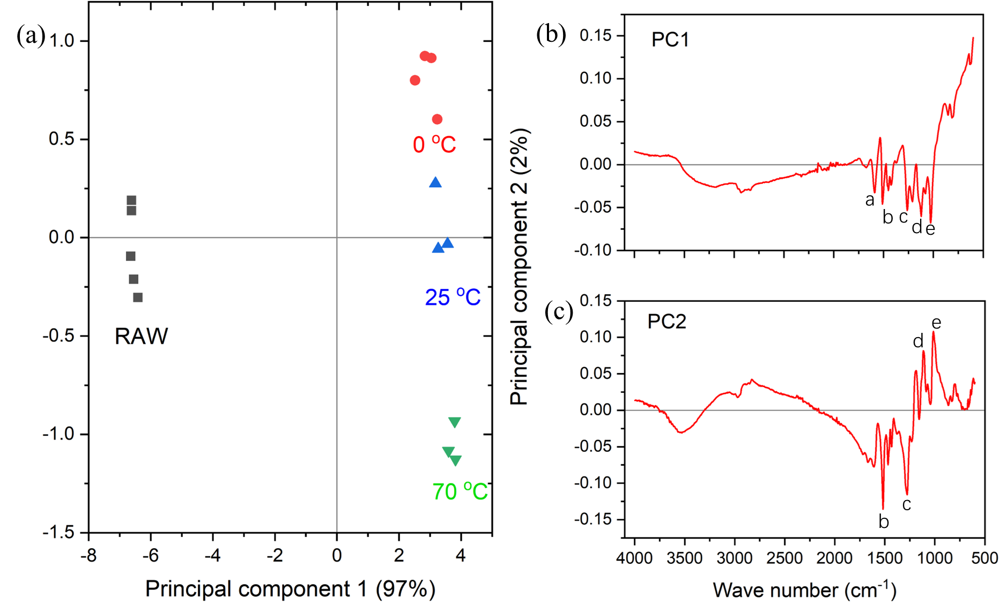 (a)
1.0
0.5
0.0
-0.5
-1.0
-1.5
-8 -6 -4 -2 0 2 4
Principal component 1 (97%)
Principal component 2 (2%)
0 °C
25 °C
70 °C
RAW
(b)
PC1
0.15
0.10
0.05
0.00
-0.05
-0.10
a
b
c
d
e
(c)
PC2
0.15
0.10
0.05
0.00
-0.05
-0.10
-0.15
b
c
d
e
4000 3500 3000 2500 2000 1500 1000 500
Wave number (cm⁻¹)